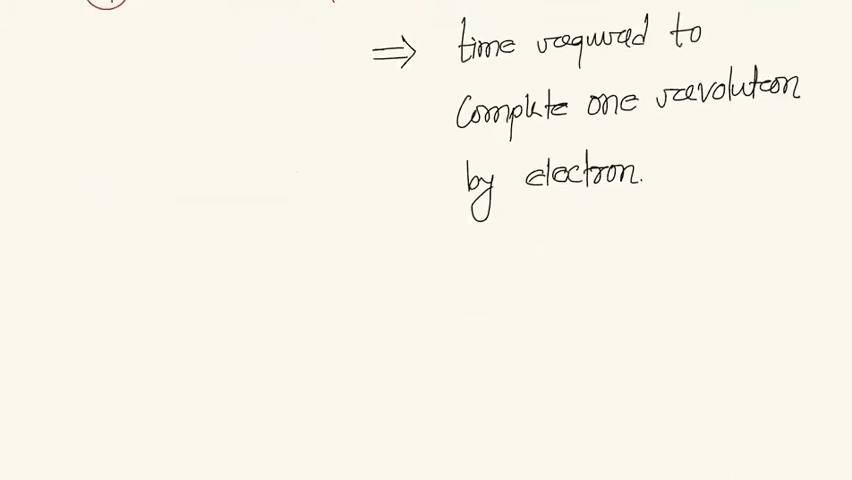 ⇒ time required to
complete one revolution
by electron.